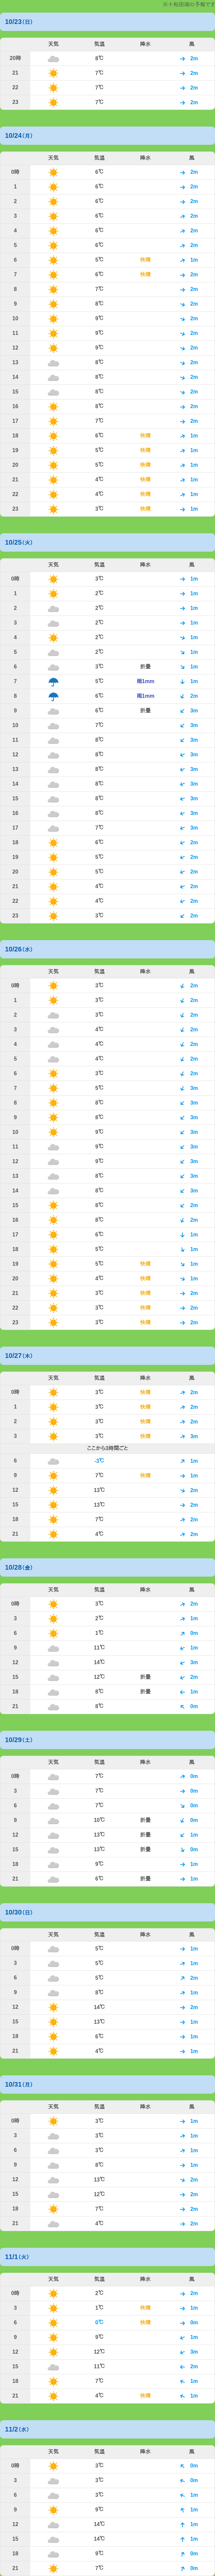 ※十和田湖の予報です
10/23(日)
天気 気温 降水 風
20時 8℃ 2m
21 7℃ 2m
22 7℃ 2m
23 7℃ 2m
10/24(月)
天気 気温 降水 風
0時 6℃ 2m
1 6℃ 2m
2 6℃ 2m
3 6℃ 2m
4 6℃ 2m
5 6℃ 2m
6 5℃ 快晴 1m
7 6℃ 快晴 2m
8 7℃ 2m
9 8℃ 2m
10 9℃ 2m
11 9℃ 2m
12 9℃ 2m
13 8℃ 2m
14 8℃ 2m
15 8℃ 2m
16 8℃ 2m
17 7℃ 2m
18 6℃ 快晴 1m
19 5℃ 快晴 1m
20 5℃ 快晴 1m
21 4℃ 快晴 1m
22 4℃ 快晴 1m
23 3℃ 快晴 1m
10/25(火)
天気 気温 降水 風
0時 3℃ 1m
1 2℃ 1m
2 2℃ 1m
3 2℃ 1m
4 2℃ 1m
5 2℃ 1m
6 3℃ 折曇 1m
7 5℃ 雨1mm 1m
8 6℃ 雨1mm 2m
9 6℃ 折曇 3m
10 7℃ 3m
11 8℃ 3m
12 8℃ 3m
13 8℃ 3m
14 8℃ 3m
15 8℃ 3m
16 8℃ 3m
17 7℃ 3m
18 6℃ 2m
19 5℃ 2m
20 5℃ 2m
21 4℃ 2m
22 4℃ 2m
23 3℃ 2m
10/26(水)
天気 気温 降水 風
0時 3℃ 2m
1 3℃ 2m
2 3℃ 2m
3 4℃ 2m
4 4℃ 2m
5 4℃ 2m
6 3℃ 2m
7 5℃ 3m
8 8℃ 3m
9 8℃ 3m
10 9℃ 3m
11 9℃ 3m
12 9℃ 3m
13 8℃ 3m
14 8℃ 3m
15 8℃ 2m
16 8℃ 2m
17 6℃ 1m
18 5℃ 1m
19 5℃ 快晴 1m
20 4℃ 快晴 1m
21 3℃ 快晴 2m
22 3℃ 快晴 2m
23 3℃ 快晴 2m
10/27(木)
天気 気温 降水 風
0時 3℃ 快晴 2m
1 3℃ 快晴 2m
2 3℃ 快晴 2m
3 3℃ 快晴 3m
ここから3時間ごと
6 -3℃ 1m
9 7℃ 快晴 1m
12 13℃ 2m
15 13℃ 2m
18 7℃ 2m
21 4℃ 2m
10/28(金)
天気 気温 降水 風
0時 3℃ 2m
3 2℃ 1m
6 1℃ 0m
9 11℃ 1m
12 14℃ 3m
15 12℃ 折曇 2m
18 8℃ 折曇 1m
21 8℃ 0m
10/29(土)
天気 気温 降水 風
0時 7℃ 0m
3 7℃ 0m
6 7℃ 0m
9 10℃ 折曇 0m
12 13℃ 折曇 1m
15 13℃ 折曇 0m
18 9℃ 1m
21 6℃ 折曇 1m
10/30(日)
天気 気温 降水 風
0時 5℃ 1m
3 5℃ 1m
6 5℃ 2m
9 8℃ 1m
12 14℃ 2m
15 13℃ 1m
18 6℃ 1m
21 4℃ 1m
10/31(月)
天気 気温 降水 風
0時 3℃ 1m
3 3℃ 1m
6 3℃ 1m
9 8℃ 1m
12 13℃ 2m
15 12℃ 2m
18 7℃ 2m
21 4℃ 2m
11/1(火)
天気 気温 降水 風
0時 2℃ 2m
3 1℃ 快晴 1m
6 0℃ 快晴 0m
9 9℃ 1m
12 12℃ 3m
15 11℃ 2m
18 7℃ 1m
21 4℃ 快晴 1m
11/2(水)
天気 気温 降水 風
0時 3℃ 0m
3 3℃ 0m
6 3℃ 1m
9 9℃ 1m
12 14℃ 1m
15 14℃ 1m
18 9℃ 0m
21 7℃ 0m